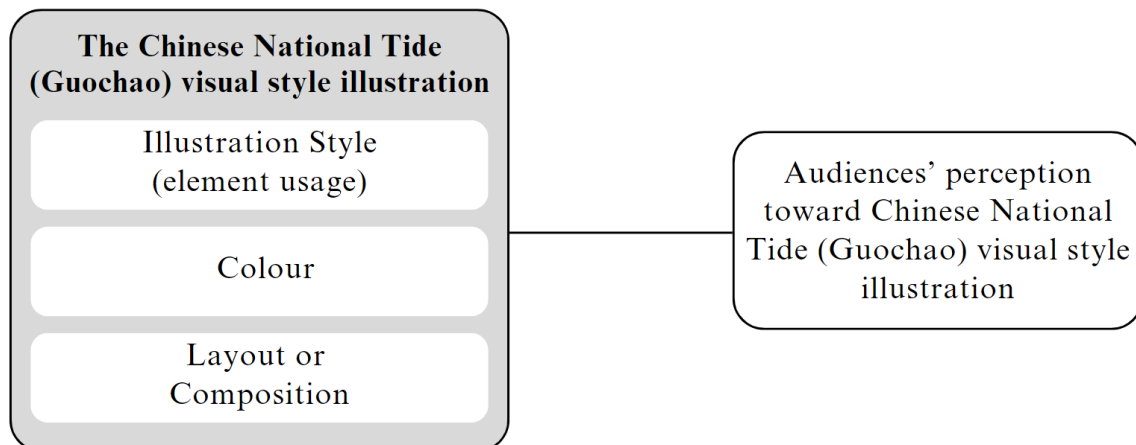 The Chinese National Tide
(Guochao) visual style illustration
Illustration Style
(element usage)
Colour
Layout or
Composition
Audiences’ perception
toward Chinese National
Tide (Guochao) visual style
illustration